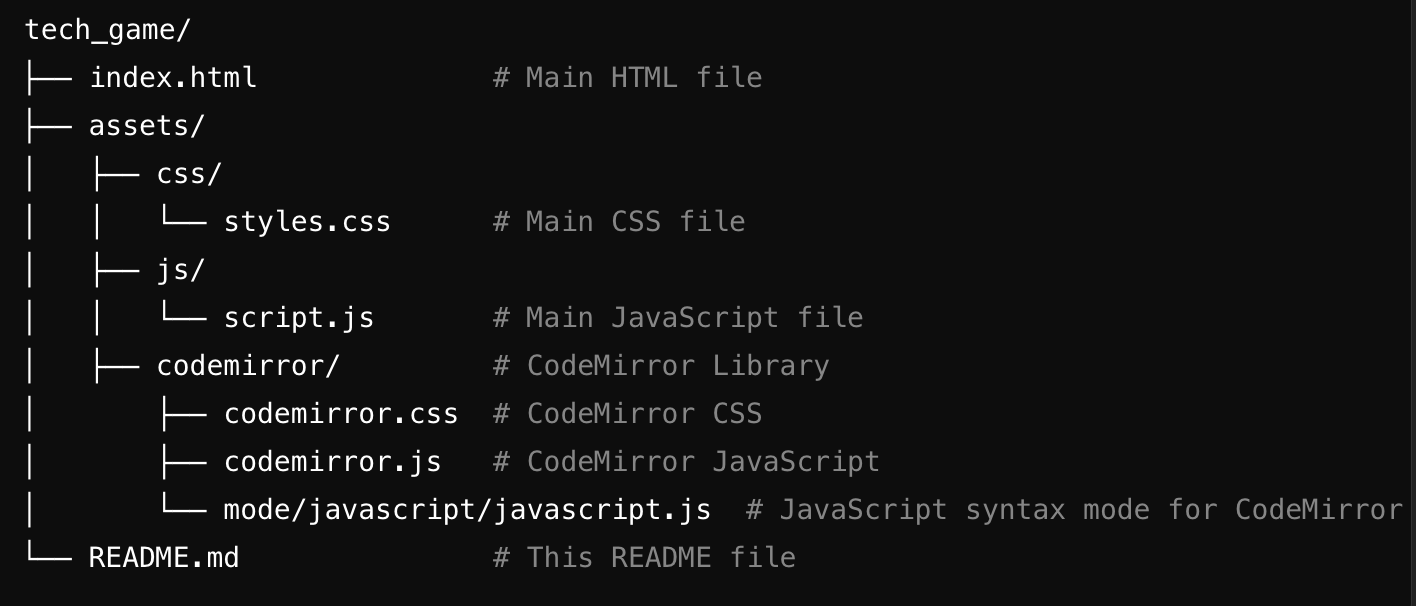 tech_game/
├── index.html              # Main HTML file
├── assets/
│   ├── css/
│   │   └── styles.css      # Main CSS file
│   ├── js/
│   │   └── script.js       # Main JavaScript file
│   ├── codemirror/         # CodeMirror Library
│       ├── codemirror.css  # CodeMirror CSS
│       ├── codemirror.js   # CodeMirror JavaScript
│       └── mode/javascript/javascript.js  # JavaScript syntax mode for CodeMirror
└── README.md               # This README file